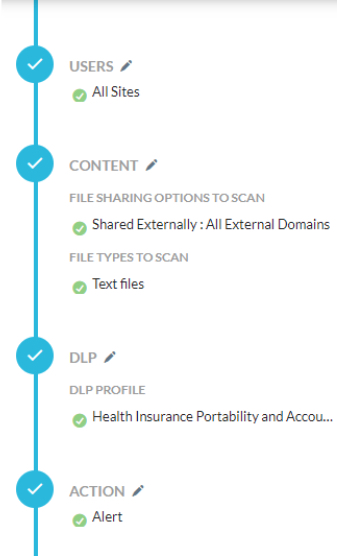 USERS
All Sites
CONTENT
FILE SHARING OPTIONS TO SCAN
Shared Externally : All External Domains
FILE TYPES TO SCAN
Text files
DLP
DLP PROFILE
Health Insurance Portability and Accou...
ACTION
Alert